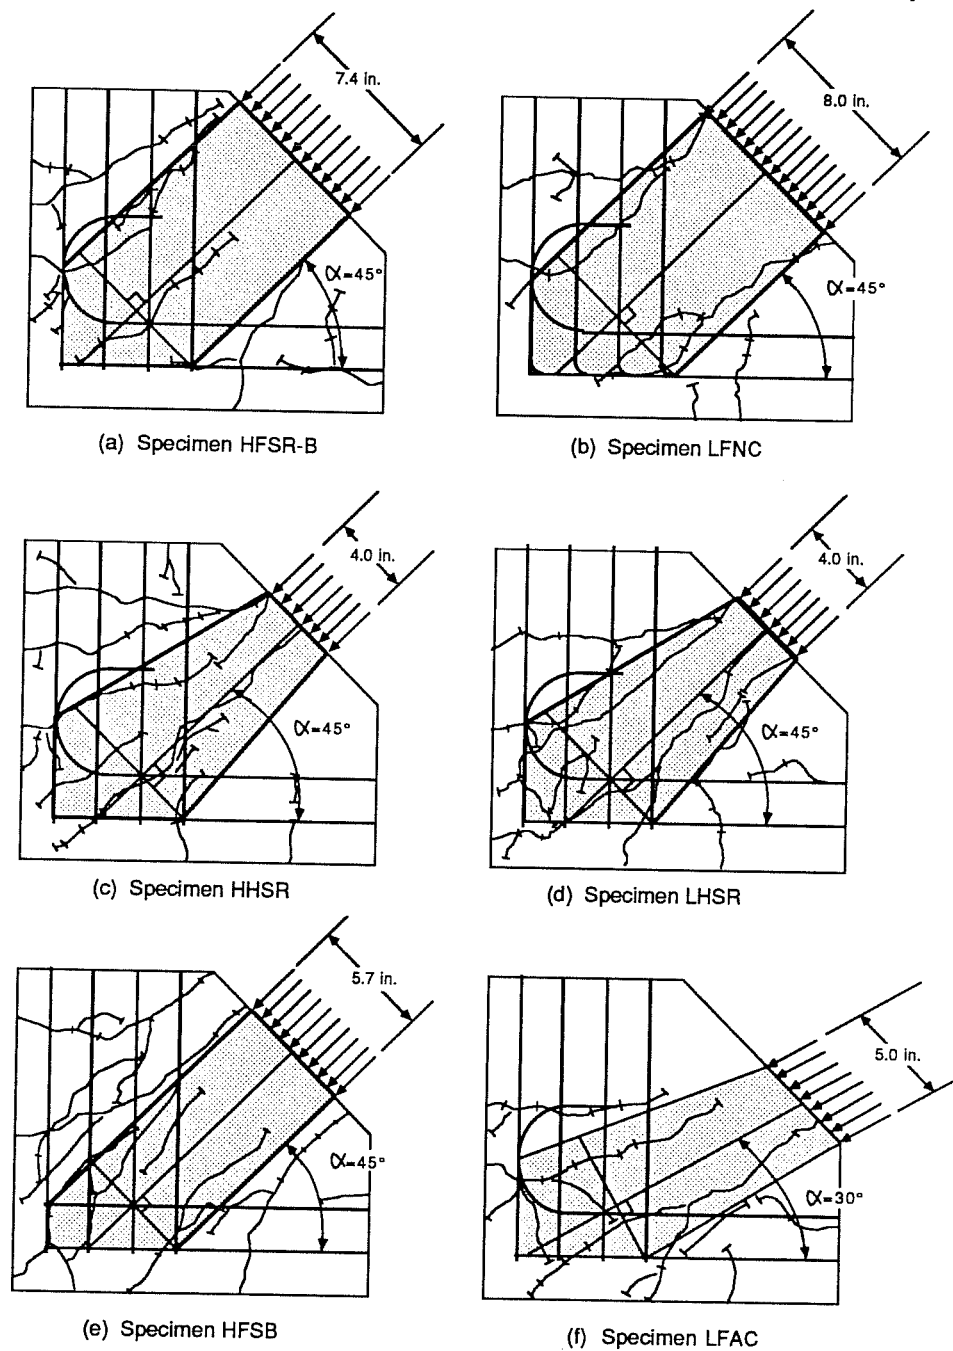 7.4 in.
α=45°
(a) Specimen HFSR-B
8.0 in.
α=45°
(b) Specimen LFNC
4.0 in.
α=45°
(c) Specimen HHSR
4.0 in.
α=45°
(d) Specimen LHSR
5.7 in.
α=45°
(e) Specimen HFSB
5.0 in.
α=30°
(f) Specimen LFAC